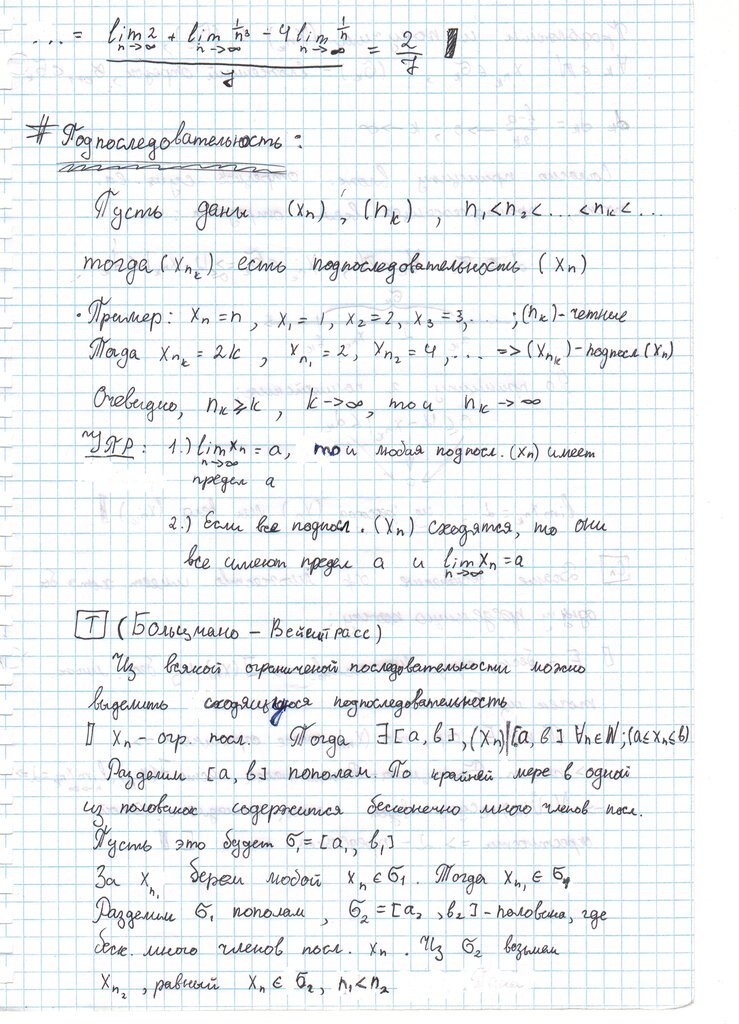 ... = (lim_{n→∞} 2 + lim_{n→∞} 1/n³ − 4 lim_{n→∞} 1/n) / 7 = 2/7 ▮
# Подпоследовательность:
Пусть даны (xₙ), (nₖ), n₁<n₂<...<nₖ<...
тогда (x_{nₖ}) есть подпоследовательность (xₙ)
· Пример: xₙ=n, x₁=1, x₂=2, x₃=3, ... ; (nₖ)-четные
Тогда x_{nₖ}=2k, x_{n₁}=2, x_{n₂}=4, ... => (x_{nₖ})-подпосл(xₙ)
Очевидно, nₖ≥k, k→∞, то и nₖ→∞
УПР: 1.) lim_{n→∞} xₙ=a, то и любая подпосл.(xₙ) имеет
предел a
2.) Если все подпосл. (xₙ) сходятся, то они
все имеют предел a и lim_{n→∞} xₙ=a
T (Больцмано – Вейештрасс)
Из всякой ограниченой последовательности можно
выделить сходящуюся подпоследовательность
[] xₙ – огр. посл. Тогда ∃[a, b], (xₙ)|[a, b] ∀n∈N; (a≤xₙ≤b)
Разделим [a, b] пополам. По крайней мере в одной
из половинок содержится бесконечно много членов посл.
Пусть это будет σ₁=[a₁, b₁]
За x_{n₁} берем любой xₙ∈σ₁. Тогда x_{n₁}∈σ₁
Разделим σ₁ пополам, σ₂=[a₂, b₂]-половина, где
беск. много членов посл. xₙ. Из σ₂ возьмем
x_{n₂}, равный xₙ∈σ₂, n₁<n₂